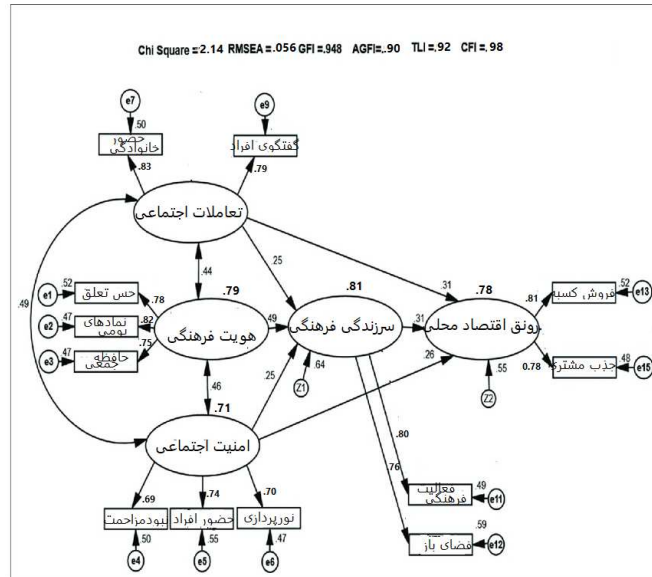 Chi Square =2.14 RMSEA =.056 GFI =.948 AGFI=.90 TLI =.92 CFI =.98
e7
e9
.50
.50
حضور خانوادگی
گفتگوی افراد
.83
.79
تعاملات اجتماعی
.49
.44
.25
.31
.79
.81
.78
e1
.52
حس تعلق
.78
e2
.47
نمادهای بومی
.82
e3
.47
حافظه جمعی
.75
هویت فرهنگی
.49
سرزندگی فرهنگی
.31
رونق اقتصاد محلی
.81
فروش کسبه
.52
e13
0.78
جذب مشتری
.48
e15
.46
.25
.64
Z1
.26
.55
Z2
.71
امنیت اجتماعی
.80
.76
.69
.74
.70
نبودمزاحمت
حضور افراد
نورپردازی
.50
.55
.47
e4
e5
e6
فعالیت فرهنگی
.49
e11
فضای باز
.59
e12